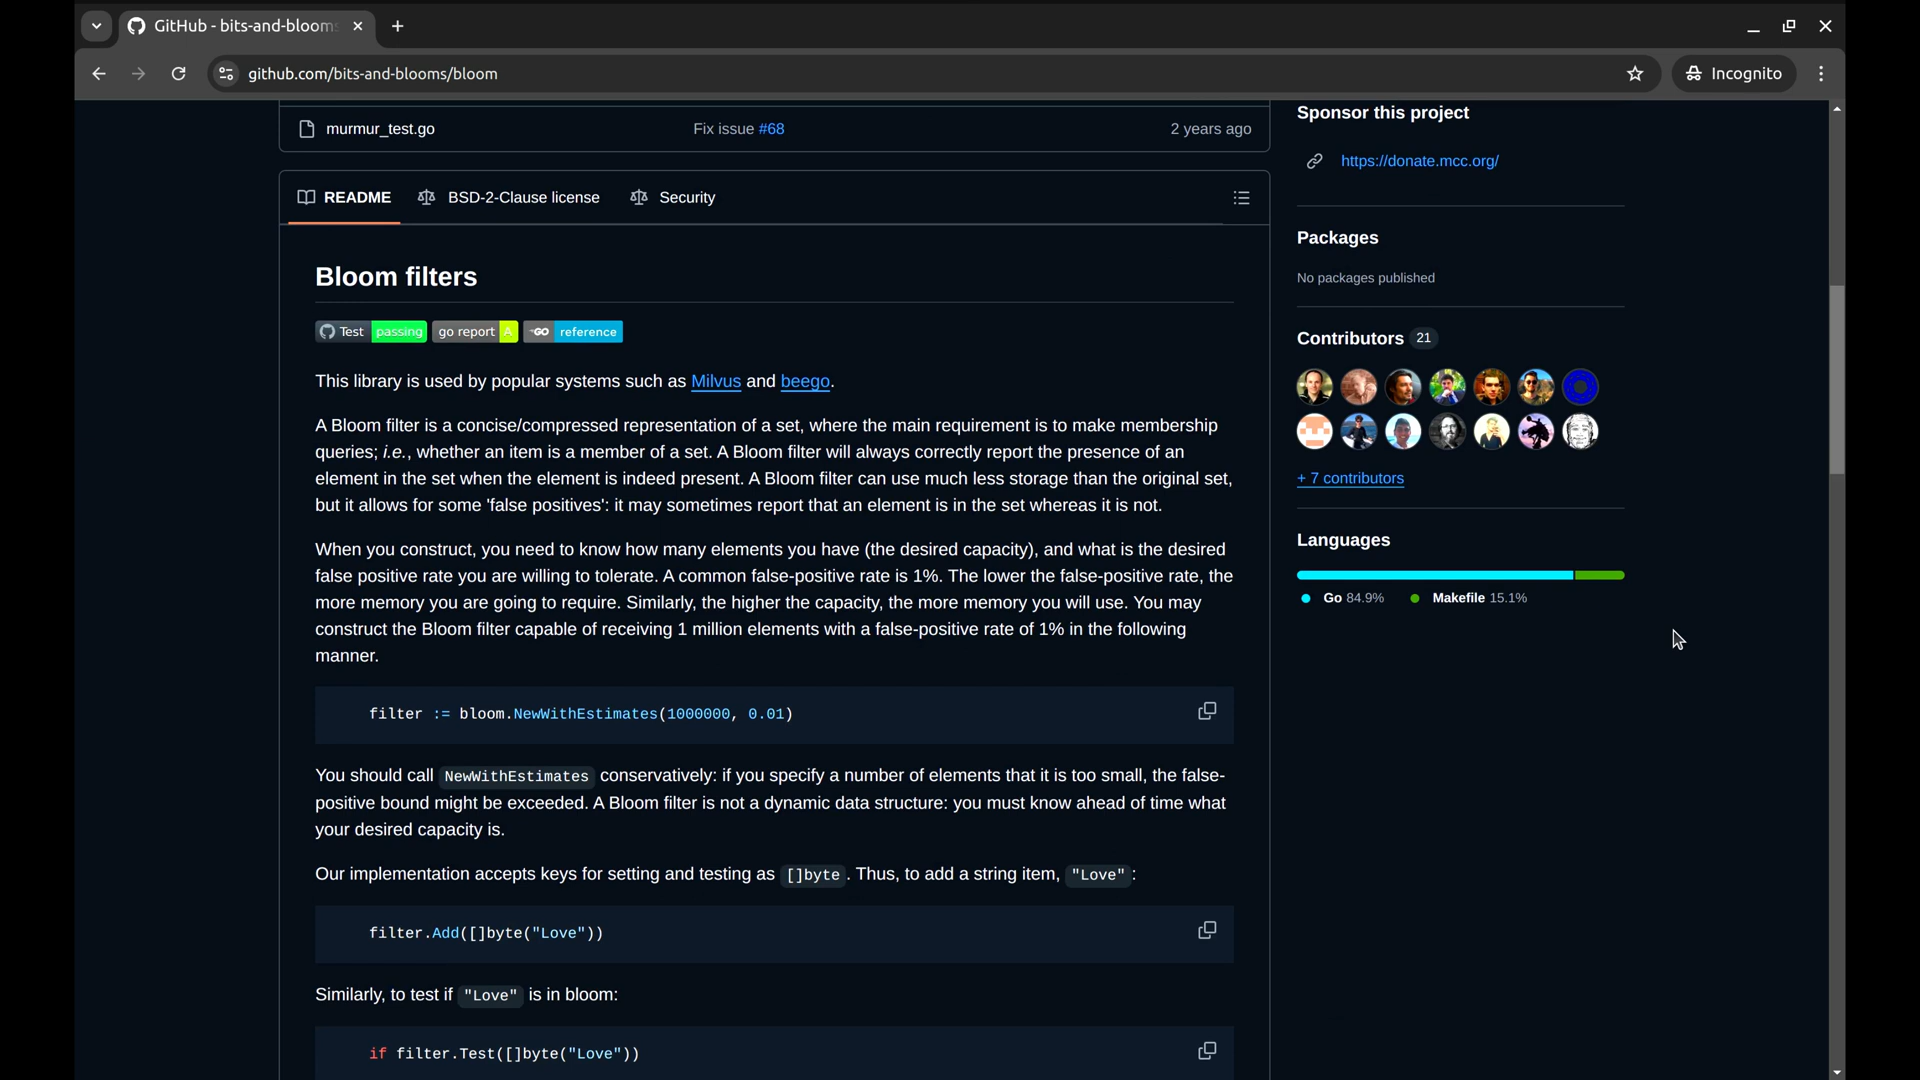 GitHub - bits-and-blooms
github.com/bits-and-blooms/bloom
Incognito
murmur_test.go
Fix issue #68
2 years ago
README
BSD-2-Clause license
Security
Bloom filters
Test passing
go report A
GO reference
This library is used by popular systems such as Milvus and beego.
A Bloom filter is a concise/compressed representation of a set, where the main requirement is to make membership
queries; i.e., whether an item is a member of a set. A Bloom filter will always correctly report the presence of an
element in the set when the element is indeed present. A Bloom filter can use much less storage than the original set,
but it allows for some 'false positives': it may sometimes report that an element is in the set whereas it is not.
When you construct, you need to know how many elements you have (the desired capacity), and what is the desired
false positive rate you are willing to tolerate. A common false-positive rate is 1%. The lower the false-positive rate, the
more memory you are going to require. Similarly, the higher the capacity, the more memory you will use. You may
construct the Bloom filter capable of receiving 1 million elements with a false-positive rate of 1% in the following
manner.
filter := bloom.NewWithEstimates(1000000, 0.01)
You should call NewWithEstimates conservatively: if you specify a number of elements that it is too small, the false-
positive bound might be exceeded. A Bloom filter is not a dynamic data structure: you must know ahead of time what
your desired capacity is.
Our implementation accepts keys for setting and testing as []byte. Thus, to add a string item, "Love":
filter.Add([]byte("Love"))
Similarly, to test if "Love" is in bloom:
if filter.Test([]byte("Love"))
Sponsor this project
https://donate.mcc.org/
Packages
No packages published
Contributors 21
+ 7 contributors
Languages
Go 84.9%
Makefile 15.1%